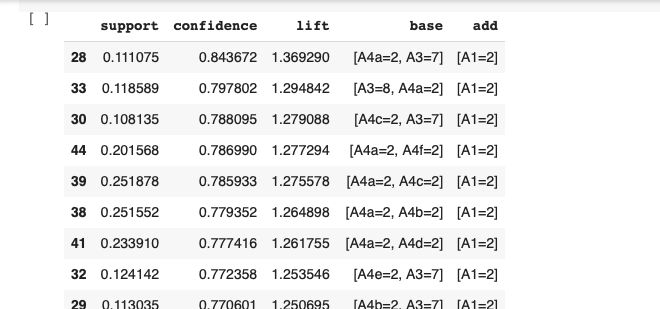 [ ]
support confidence lift base add
28 0.111075 0.843672 1.369290 [A4a=2, A3=7] [A1=2]
33 0.118589 0.797802 1.294842 [A3=8, A4a=2] [A1=2]
30 0.108135 0.788095 1.279088 [A4c=2, A3=7] [A1=2]
44 0.201568 0.786990 1.277294 [A4a=2, A4f=2] [A1=2]
39 0.251878 0.785933 1.275578 [A4a=2, A4c=2] [A1=2]
38 0.251552 0.779352 1.264898 [A4a=2, A4b=2] [A1=2]
41 0.233910 0.777416 1.261755 [A4a=2, A4d=2] [A1=2]
32 0.124142 0.772358 1.253546 [A4e=2, A3=7] [A1=2]
29 0.113035 0.770601 1.250695 [A4b=2, A3=7] [A1=2]